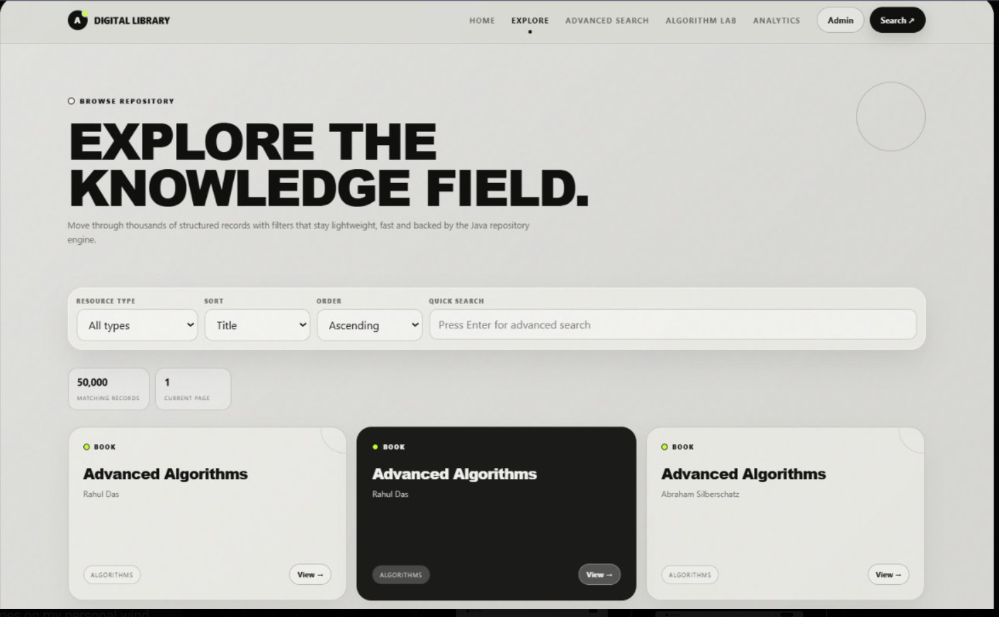 A DIGITAL LIBRARY
HOME EXPLORE ADVANCED SEARCH ALGORITHM LAB ANALYTICS Admin Search ↗
BROWSE REPOSITORY
EXPLORE THE
KNOWLEDGE FIELD.
Move through thousands of structured records with filters that stay lightweight, fast and backed by the Java repository
engine.
RESOURCE TYPE SORT ORDER QUICK SEARCH
All types Title Ascending Press Enter for advanced search
50,000
MATCHING RECORDS
1
CURRENT PAGE
BOOK
Advanced Algorithms
Rahul Das
ALGORITHMS View →
BOOK
Advanced Algorithms
Rahul Das
ALGORITHMS View →
BOOK
Advanced Algorithms
Abraham Silberschatz
ALGORITHMS View →
on my personal wind